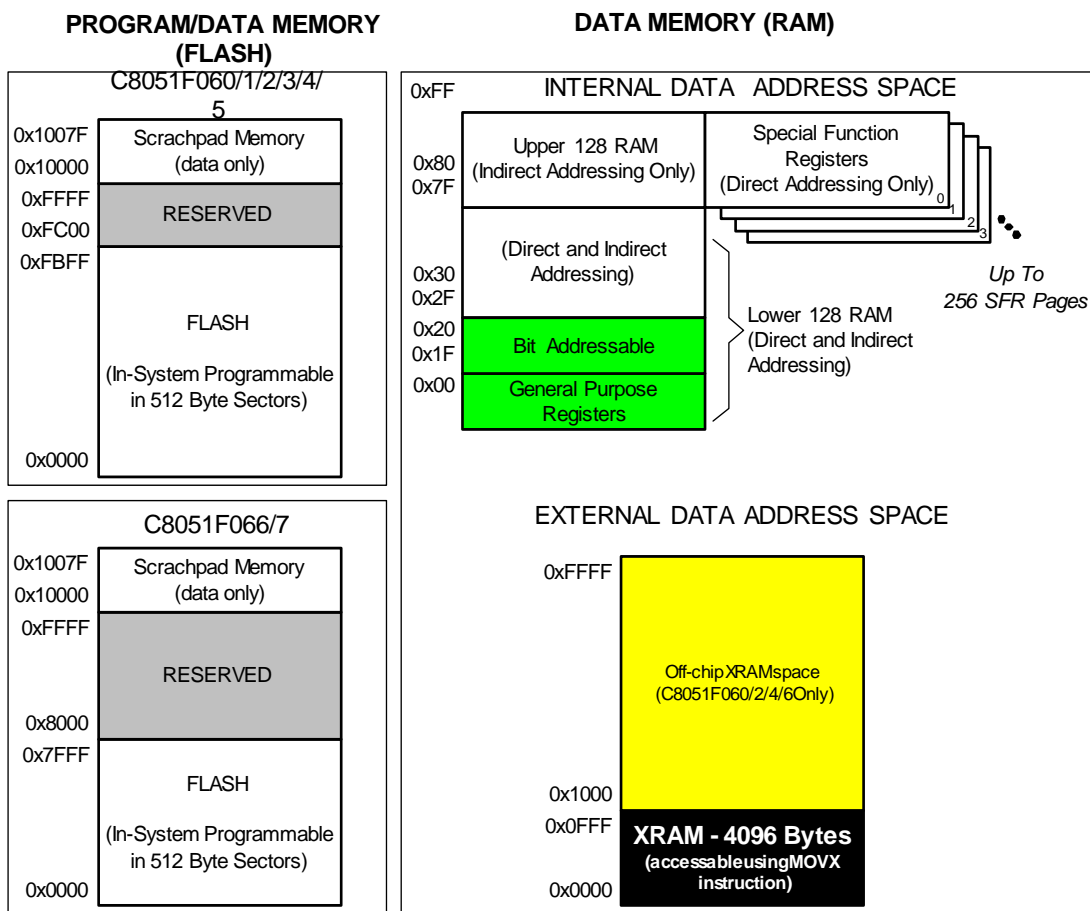 PROGRAM/DATA MEMORY
(FLASH)
C8051F060/1/2/3/4/
5
0x1007F
Scrachpad Memory
(data only)
0x10000
0xFFFF
RESERVED
0xFC00
0xFBFF
FLASH
(In-System Programmable
in 512 Byte Sectors)
0x0000
C8051F066/7
0x1007F
Scrachpad Memory
(data only)
0x10000
0xFFFF
RESERVED
0x8000
0x7FFF
FLASH
(In-System Programmable
in 512 Byte Sectors)
0x0000
DATA MEMORY (RAM)
INTERNAL DATA ADDRESS SPACE
0xFF
Upper 128 RAM
(Indirect Addressing Only)
0x80
0x7F
Special Function
Registers
(Direct Addressing Only)
0
1
2
3
Up To
256 SFR Pages
(Direct and Indirect
Addressing)
0x30
0x2F
Bit Addressable
0x20
0x1F
General Purpose
Registers
0x00
Lower 128 RAM
(Direct and Indirect
Addressing)
EXTERNAL DATA ADDRESS SPACE
0xFFFF
Off-chipXRAMspace
(C8051F060/2/4/6Only)
0x1000
0x0FFF
XRAM - 4096 Bytes
(accessableusingMOVX
instruction)
0x0000